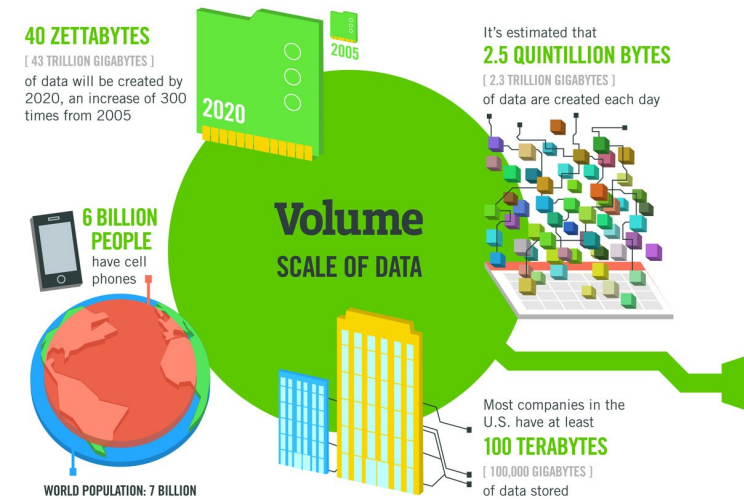 40 ZETTABYTES
[ 43 TRILLION GIGABYTES ]
of data will be created by
2020, an increase of 300
times from 2005
2020
2005
It's estimated that
2.5 QUINTILLION BYTES
[ 2.3 TRILLION GIGABYTES ]
of data are created each day
6 BILLION
PEOPLE
have cell
phones
Volume
SCALE OF DATA
WORLD POPULATION: 7 BILLION
Most companies in the
U.S. have at least
100 TERABYTES
[ 100,000 GIGABYTES ]
of data stored